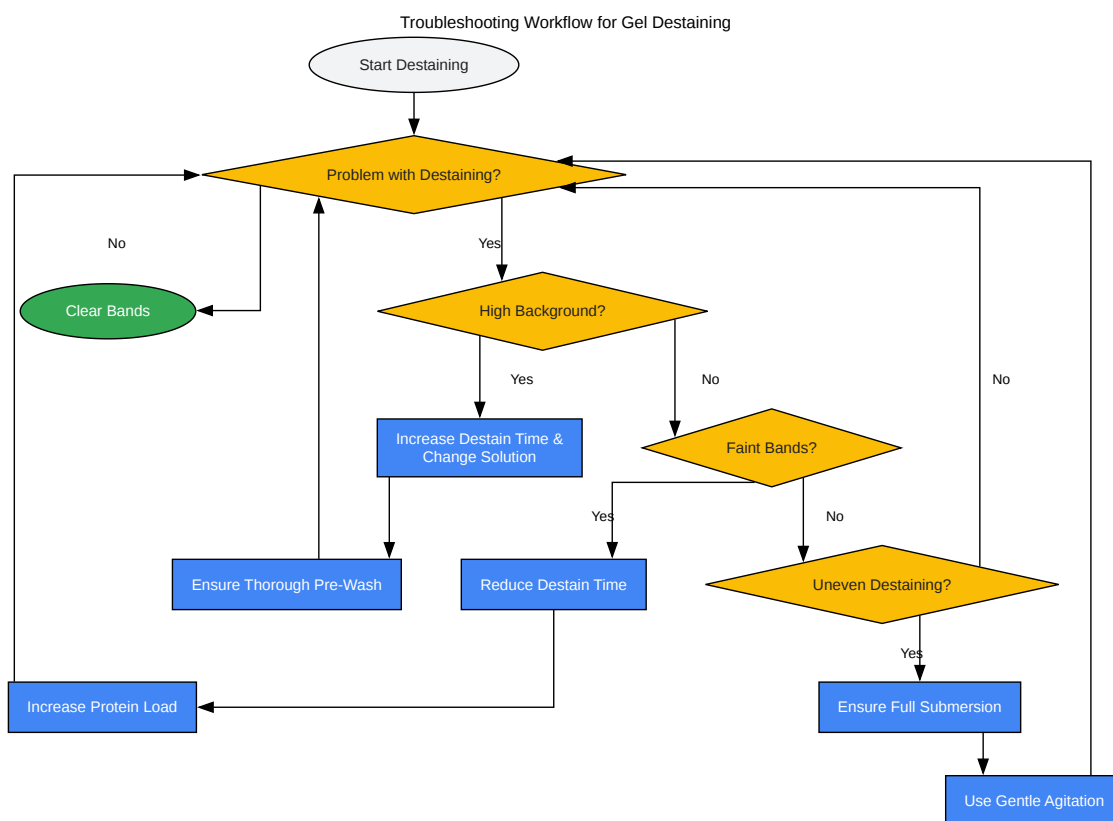 Troubleshooting Workflow for Gel Destaining
Start Destaining
Problem with Destaining?
No
Yes
Clear Bands
High Background?
Yes
No
No
Increase Destain Time &
Change Solution
Faint Bands?
Yes
No
Ensure Thorough Pre-Wash
Reduce Destain Time
Uneven Destaining?
Yes
Increase Protein Load
Ensure Full Submersion
Use Gentle Agitation